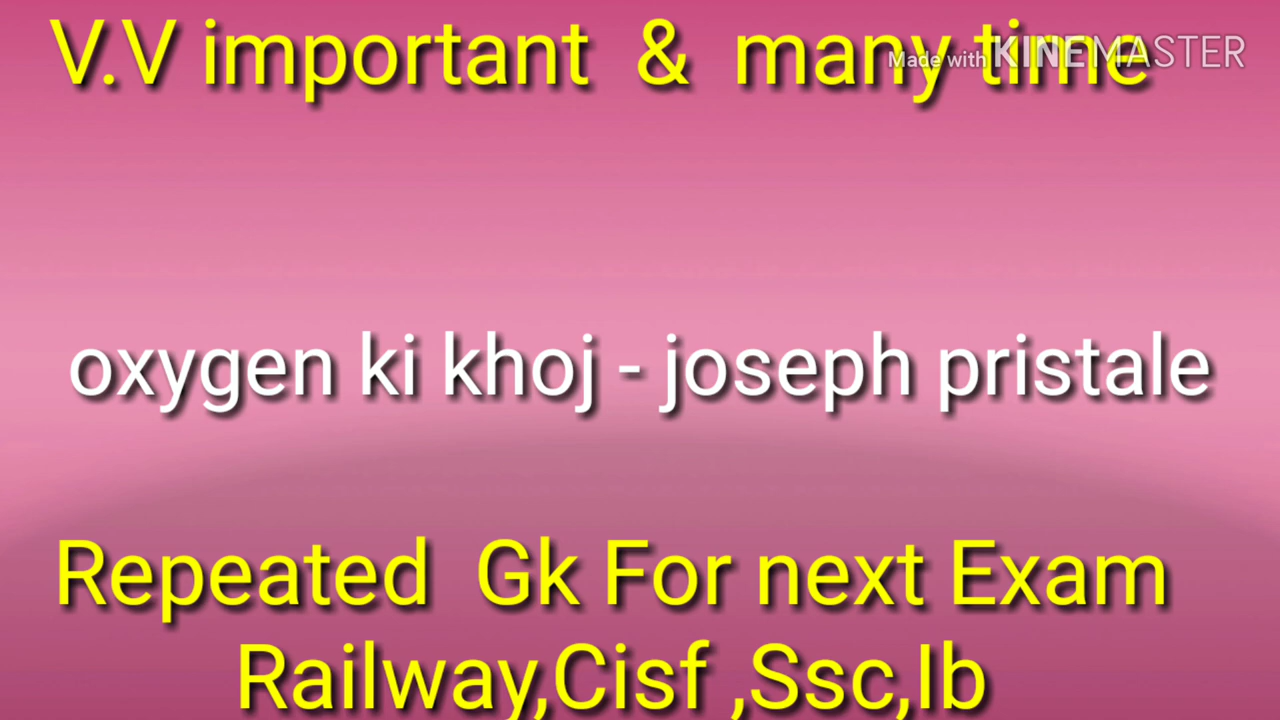 V.V important & many time
Made with KINEMASTER
oxygen ki khoj - joseph pristale
Repeated Gk For next Exam
Railway,Cisf ,Ssc,Ib